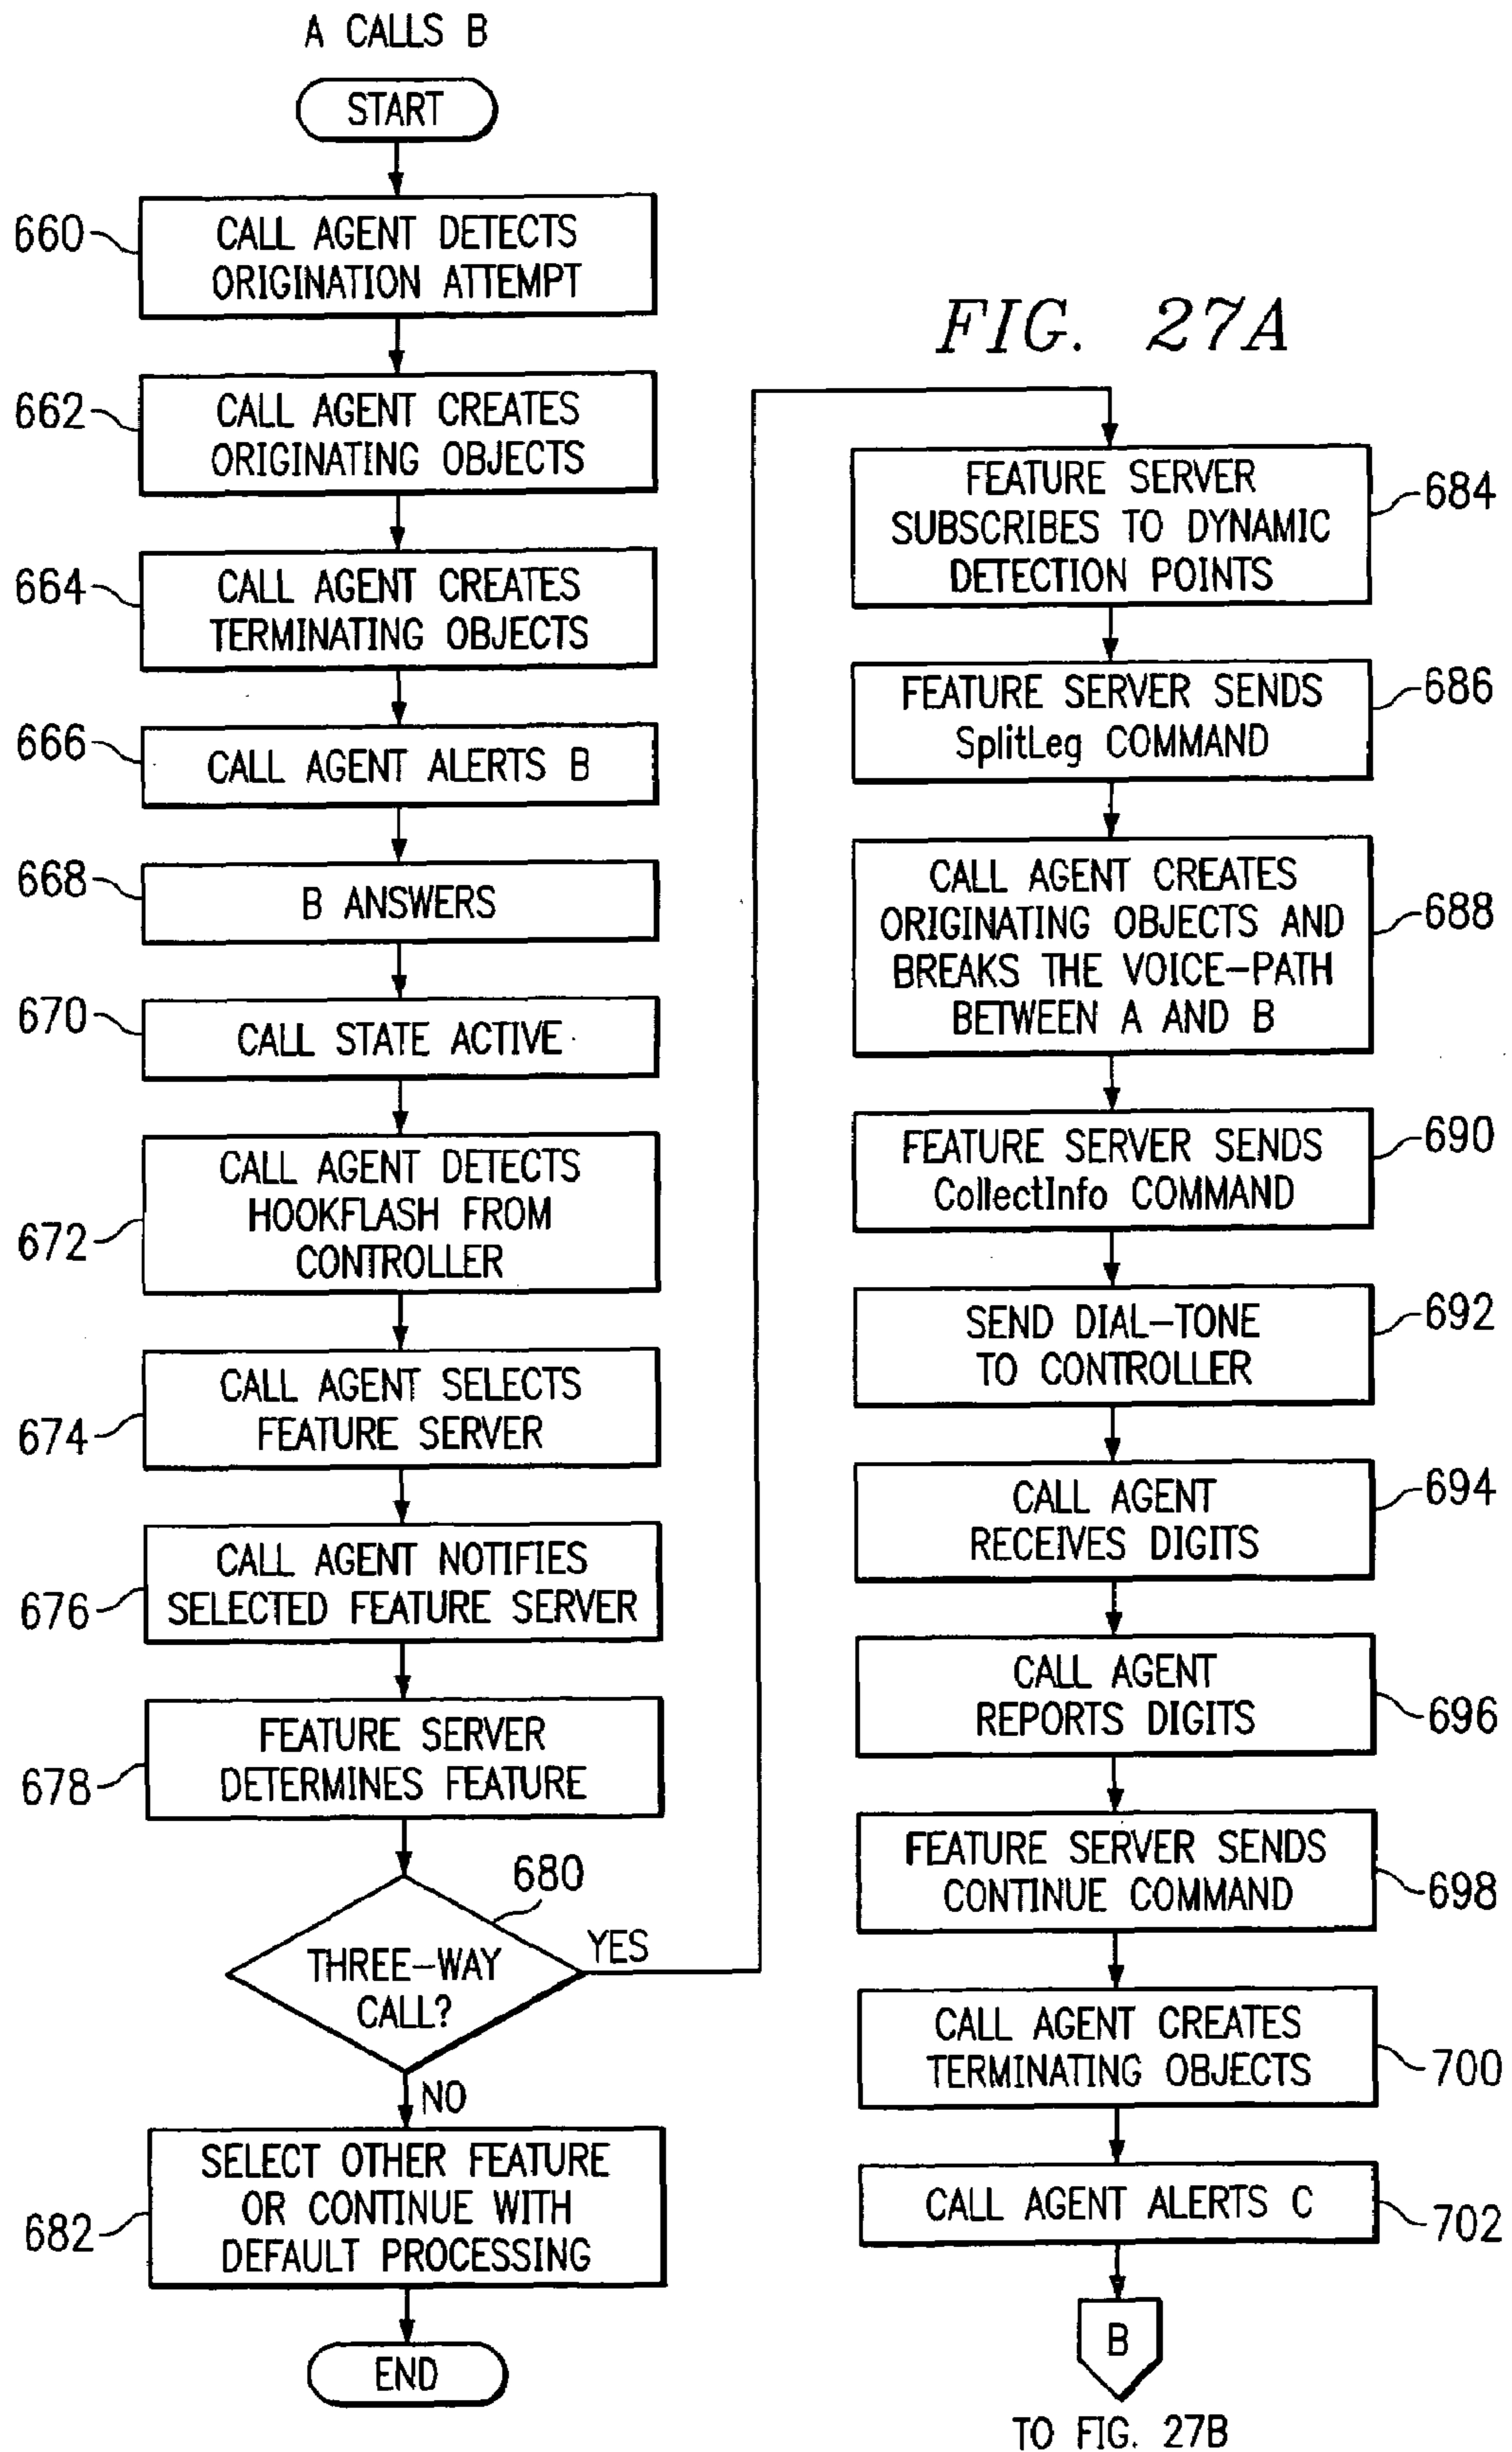 A CALLS B
START
660
CALL AGENT DETECTS
ORIGINATION ATTEMPT
662
CALL AGENT CREATES
ORIGINATING OBJECTS
664
CALL AGENT CREATES
TERMINATING OBJECTS
666
CALL AGENT ALERTS B
668
B ANSWERS
670
CALL STATE ACTIVE
672
CALL AGENT DETECTS
HOOKFLASH FROM
CONTROLLER
674
CALL AGENT SELECTS
FEATURE SERVER
676
CALL AGENT NOTIFIES
SELECTED FEATURE SERVER
678
FEATURE SERVER
DETERMINES FEATURE
680
THREE-WAY
CALL?
YES
NO
682
SELECT OTHER FEATURE
OR CONTINUE WITH
DEFAULT PROCESSING
END
FIG. 27A
FEATURE SERVER
SUBSCRIBES TO DYNAMIC
DETECTION POINTS
684
FEATURE SERVER SENDS
SplitLeg COMMAND
686
CALL AGENT CREATES
ORIGINATING OBJECTS AND
BREAKS THE VOICE-PATH
BETWEEN A AND B
688
FEATURE SERVER SENDS
CollectInfo COMMAND
690
SEND DIAL-TONE
TO CONTROLLER
692
CALL AGENT
RECEIVES DIGITS
694
CALL AGENT
REPORTS DIGITS
696
FEATURE SERVER SENDS
CONTINUE COMMAND
698
CALL AGENT CREATES
TERMINATING OBJECTS
700
CALL AGENT ALERTS C
702
B
TO FIG. 27B